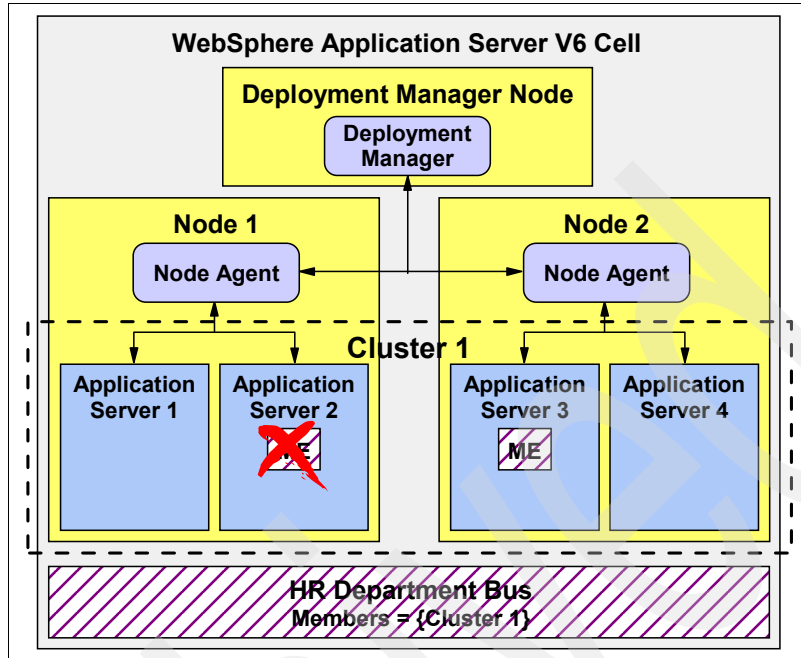 WebSphere Application Server V6 Cell
Deployment Manager Node
Deployment
Manager
Node 1
Node 2
Node Agent
Node Agent
Cluster 1
Application
Server 1
Application
Server 2
Application
Server 3
Application
Server 4
ME
HR Department Bus
Members = {Cluster 1}